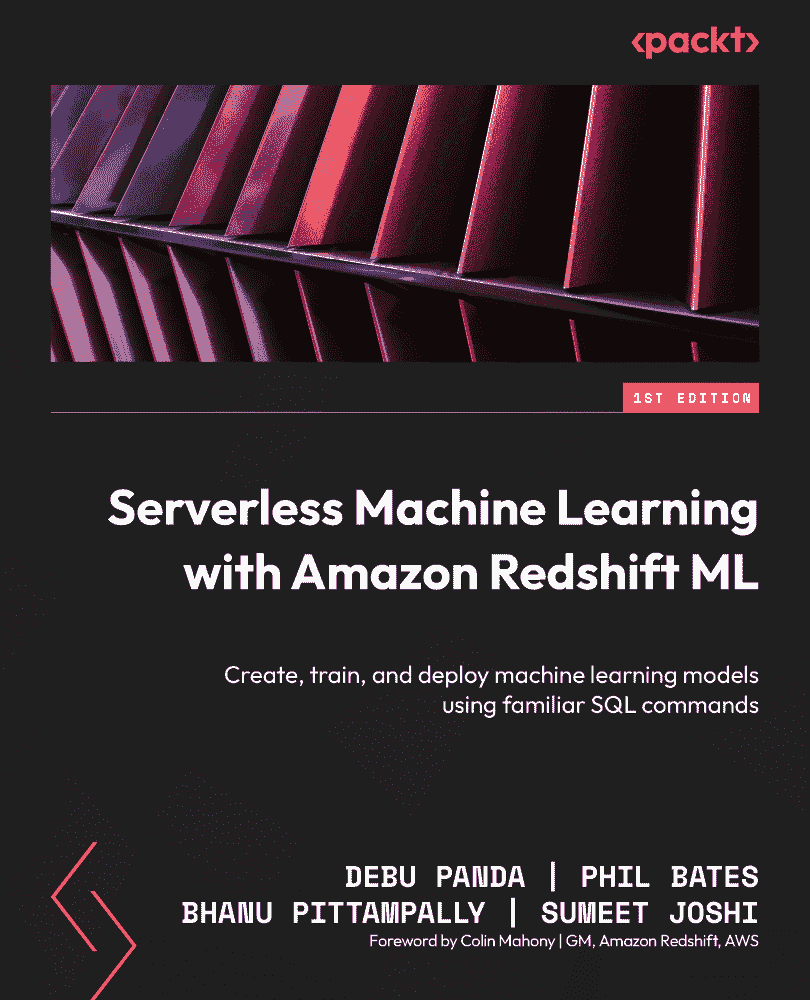 <packt>
1ST EDITION
Serverless Machine Learning
with Amazon Redshift ML
Create, train, and deploy machine learning models
using familiar SQL commands
DEBU PANDA | PHIL BATES
BHANU PITTAMPALLY | SUMEET JOSHI
Foreword by Colin Mahony | GM, Amazon Redshift, AWS